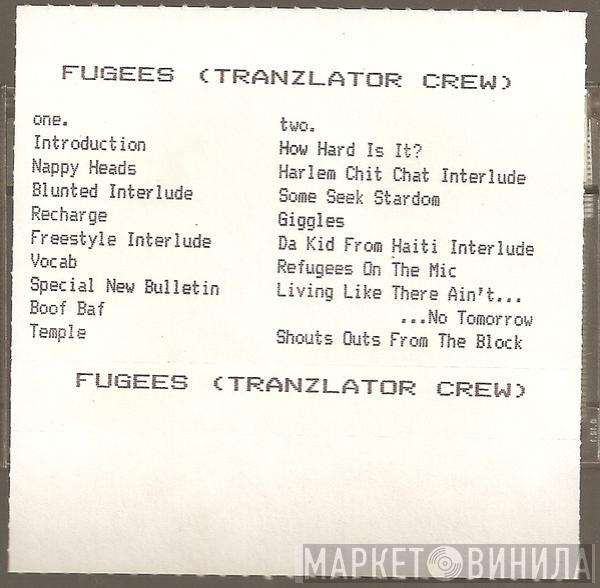 FUGEES (TRANZLATOR CREW)
one.
Introduction
Nappy Heads
Blunted Interlude
Recharge
Freestyle Interlude
Vocab
Special New Bulletin
Boof Baf
Temple
two.
How Hard Is It?
Harlem Chit Chat Interlude
Some Seek Stardom
Giggles
Da Kid From Haiti Interlude
Refugees On The Mic
Living Like There Ain't...
...No Tomorrow
Shouts Outs From The Block
FUGEES (TRANZLATOR CREW)
МАРКЕТ ВИНИЛА